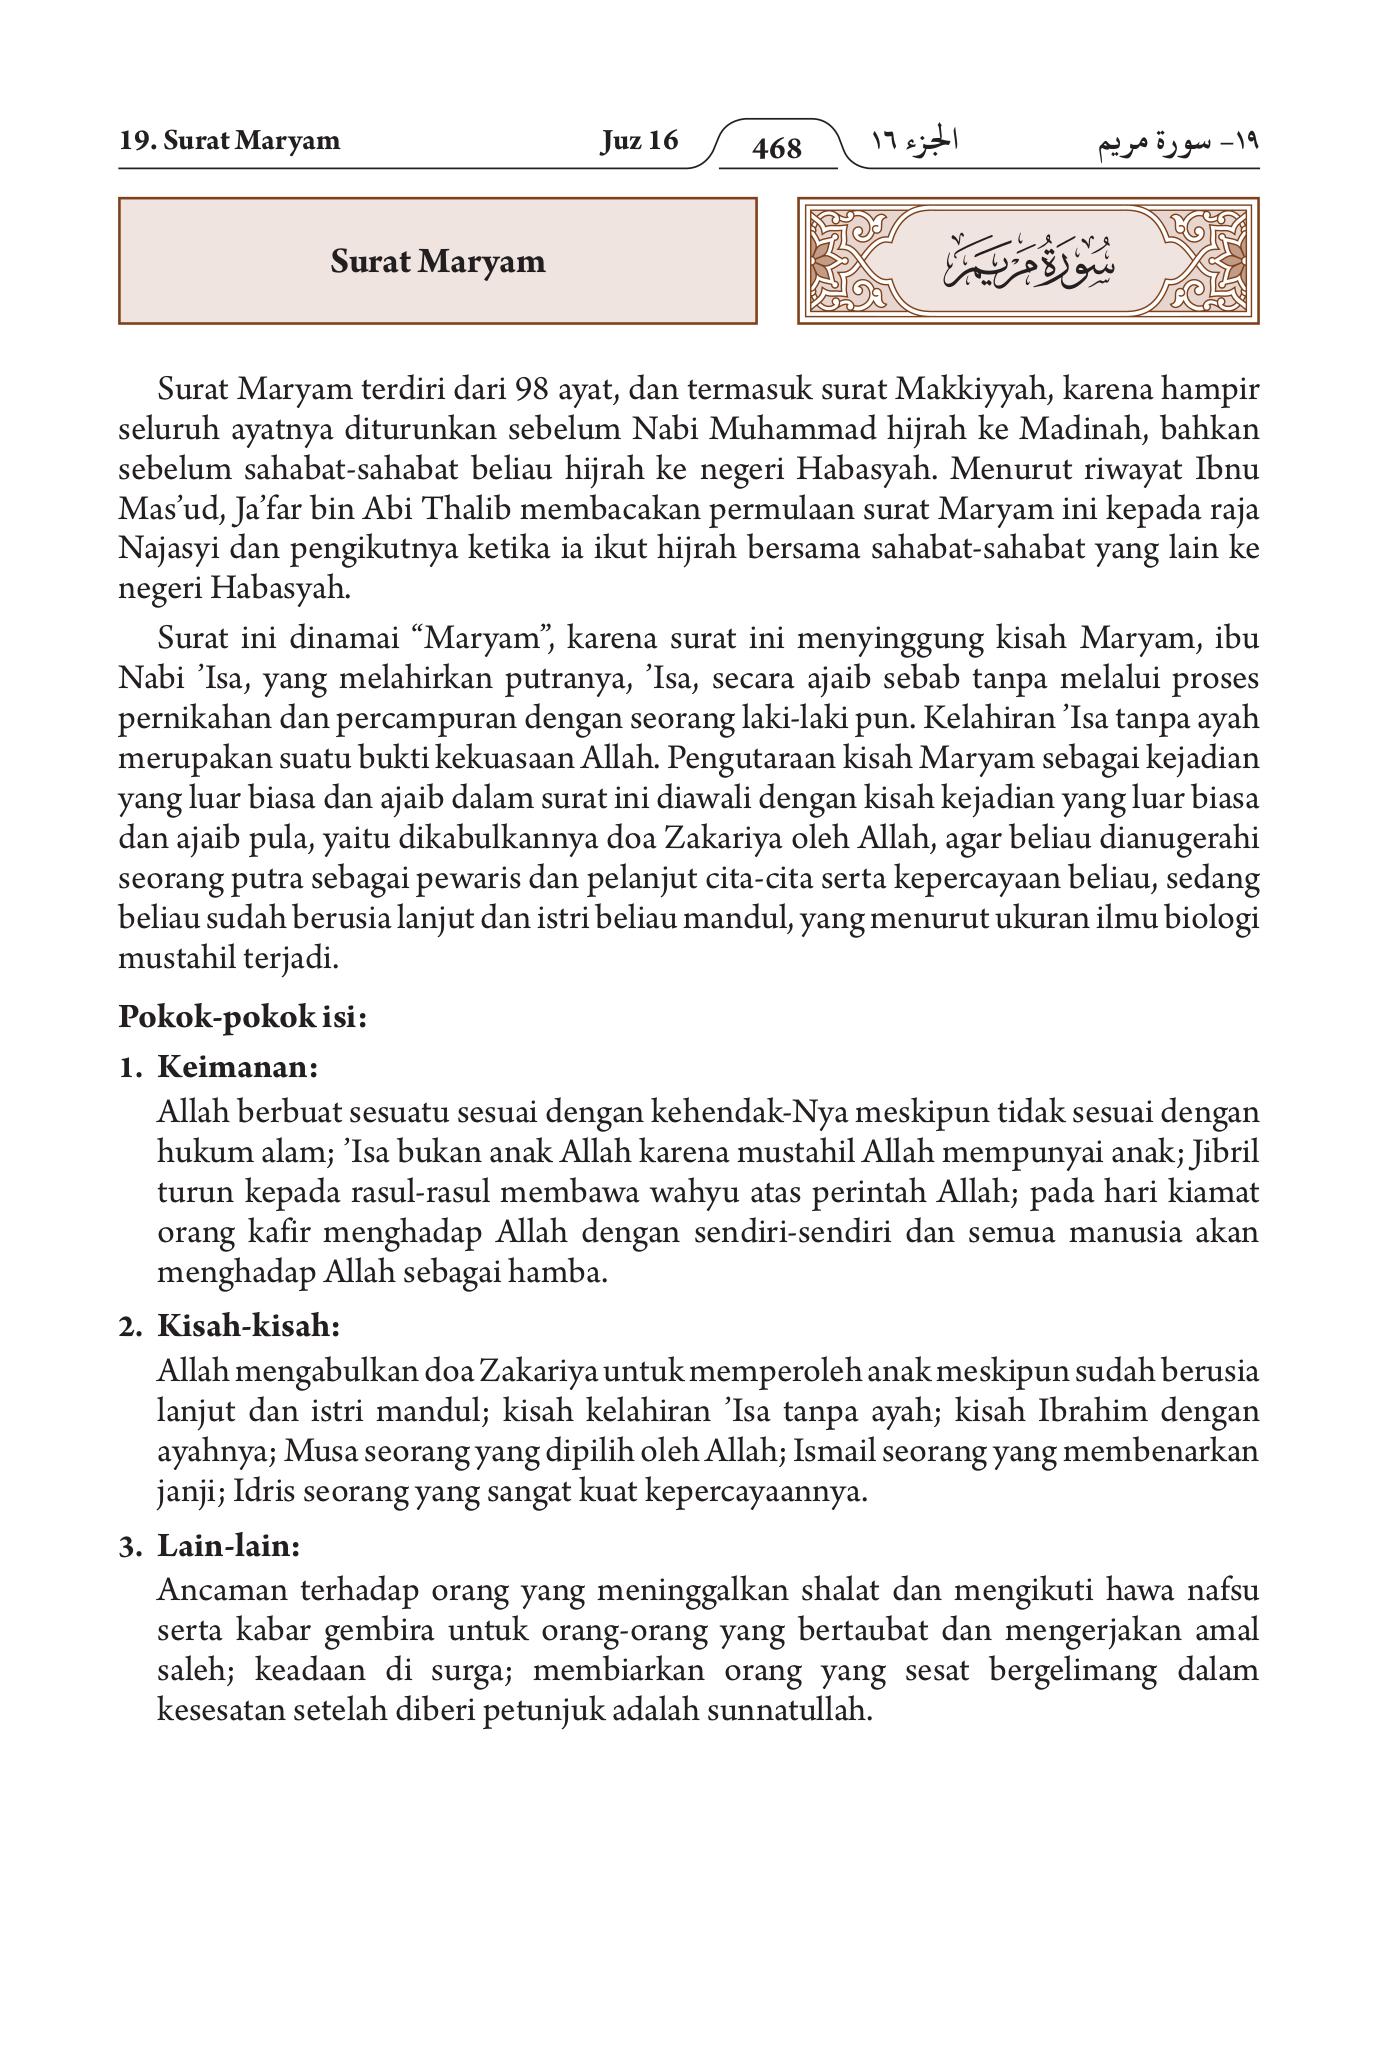 19. Surat Maryam Juz 16 468 الجزء ١٦ ١٩- سورة مريم
Surat Maryam
سُورَةُ مَرْيَمَ
Surat Maryam terdiri dari 98 ayat, dan termasuk surat Makkiyyah, karena hampir
seluruh ayatnya diturunkan sebelum Nabi Muhammad hijrah ke Madinah, bahkan
sebelum sahabat-sahabat beliau hijrah ke negeri Habasyah. Menurut riwayat Ibnu
Mas’ud, Ja’far bin Abi Thalib membacakan permulaan surat Maryam ini kepada raja
Najasyi dan pengikutnya ketika ia ikut hijrah bersama sahabat-sahabat yang lain ke
negeri Habasyah.
Surat ini dinamai “Maryam”, karena surat ini menyinggung kisah Maryam, ibu
Nabi ’Isa, yang melahirkan putranya, ’Isa, secara ajaib sebab tanpa melalui proses
pernikahan dan percampuran dengan seorang laki-laki pun. Kelahiran ’Isa tanpa ayah
merupakan suatu bukti kekuasaan Allah. Pengutaraan kisah Maryam sebagai kejadian
yang luar biasa dan ajaib dalam surat ini diawali dengan kisah kejadian yang luar biasa
dan ajaib pula, yaitu dikabulkannya doa Zakariya oleh Allah, agar beliau dianugerahi
seorang putra sebagai pewaris dan pelanjut cita-cita serta kepercayaan beliau, sedang
beliau sudah berusia lanjut dan istri beliau mandul, yang menurut ukuran ilmu biologi
mustahil terjadi.
Pokok-pokok isi:
1. Keimanan:
Allah berbuat sesuatu sesuai dengan kehendak-Nya meskipun tidak sesuai dengan
hukum alam; ’Isa bukan anak Allah karena mustahil Allah mempunyai anak; Jibril
turun kepada rasul-rasul membawa wahyu atas perintah Allah; pada hari kiamat
orang kafir menghadap Allah dengan sendiri-sendiri dan semua manusia akan
menghadap Allah sebagai hamba.
2. Kisah-kisah:
Allah mengabulkan doa Zakariya untuk memperoleh anak meskipun sudah berusia
lanjut dan istri mandul; kisah kelahiran ’Isa tanpa ayah; kisah Ibrahim dengan
ayahnya; Musa seorang yang dipilih oleh Allah; Ismail seorang yang membenarkan
janji; Idris seorang yang sangat kuat kepercayaannya.
3. Lain-lain:
Ancaman terhadap orang yang meninggalkan shalat dan mengikuti hawa nafsu
serta kabar gembira untuk orang-orang yang bertaubat dan mengerjakan amal
saleh; keadaan di surga; membiarkan orang yang sesat bergelimang dalam
kesesatan setelah diberi petunjuk adalah sunnatullah.